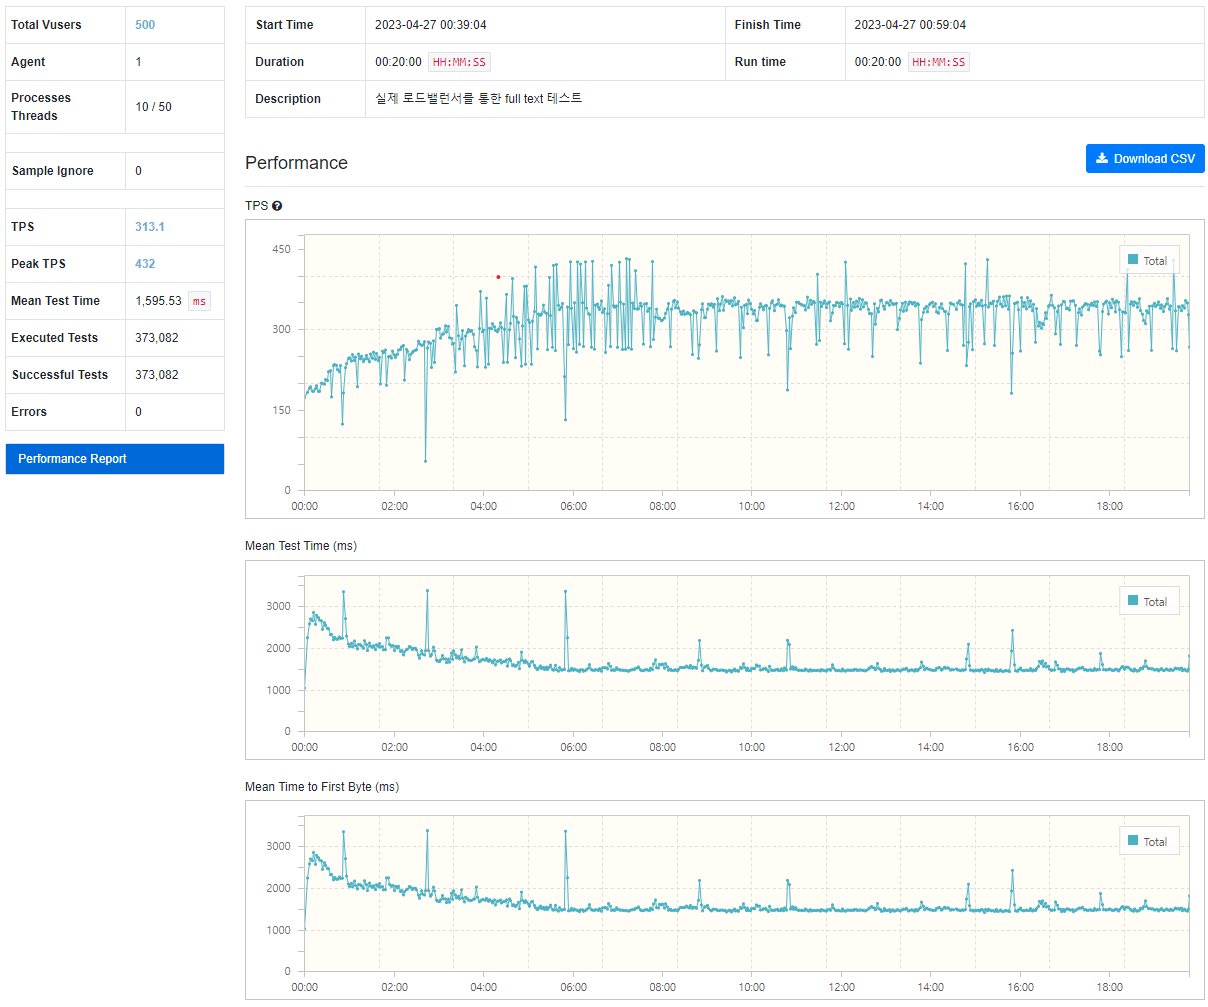 Total Vusers 500
Agent 1
Processes
Threads 10 / 50
Sample Ignore 0
TPS 313.1
Peak TPS 432
Mean Test Time 1,595.53 ms
Executed Tests 373,082
Successful Tests 373,082
Errors 0
Performance Report
Start Time 2023-04-27 00:39:04 Finish Time 2023-04-27 00:59:04
Duration 00:20:00 HH:MM:SS Run time 00:20:00 HH:MM:SS
Description 실제 로드밸런서를 통한 full text 테스트
Performance
Download CSV
TPS
450
300
150
0
Total
00:00 02:00 04:00 06:00 08:00 10:00 12:00 14:00 16:00 18:00
Mean Test Time (ms)
3000
2000
1000
0
Total
00:00 02:00 04:00 06:00 08:00 10:00 12:00 14:00 16:00 18:00
Mean Time to First Byte (ms)
3000
2000
1000
0
Total
00:00 02:00 04:00 06:00 08:00 10:00 12:00 14:00 16:00 18:00